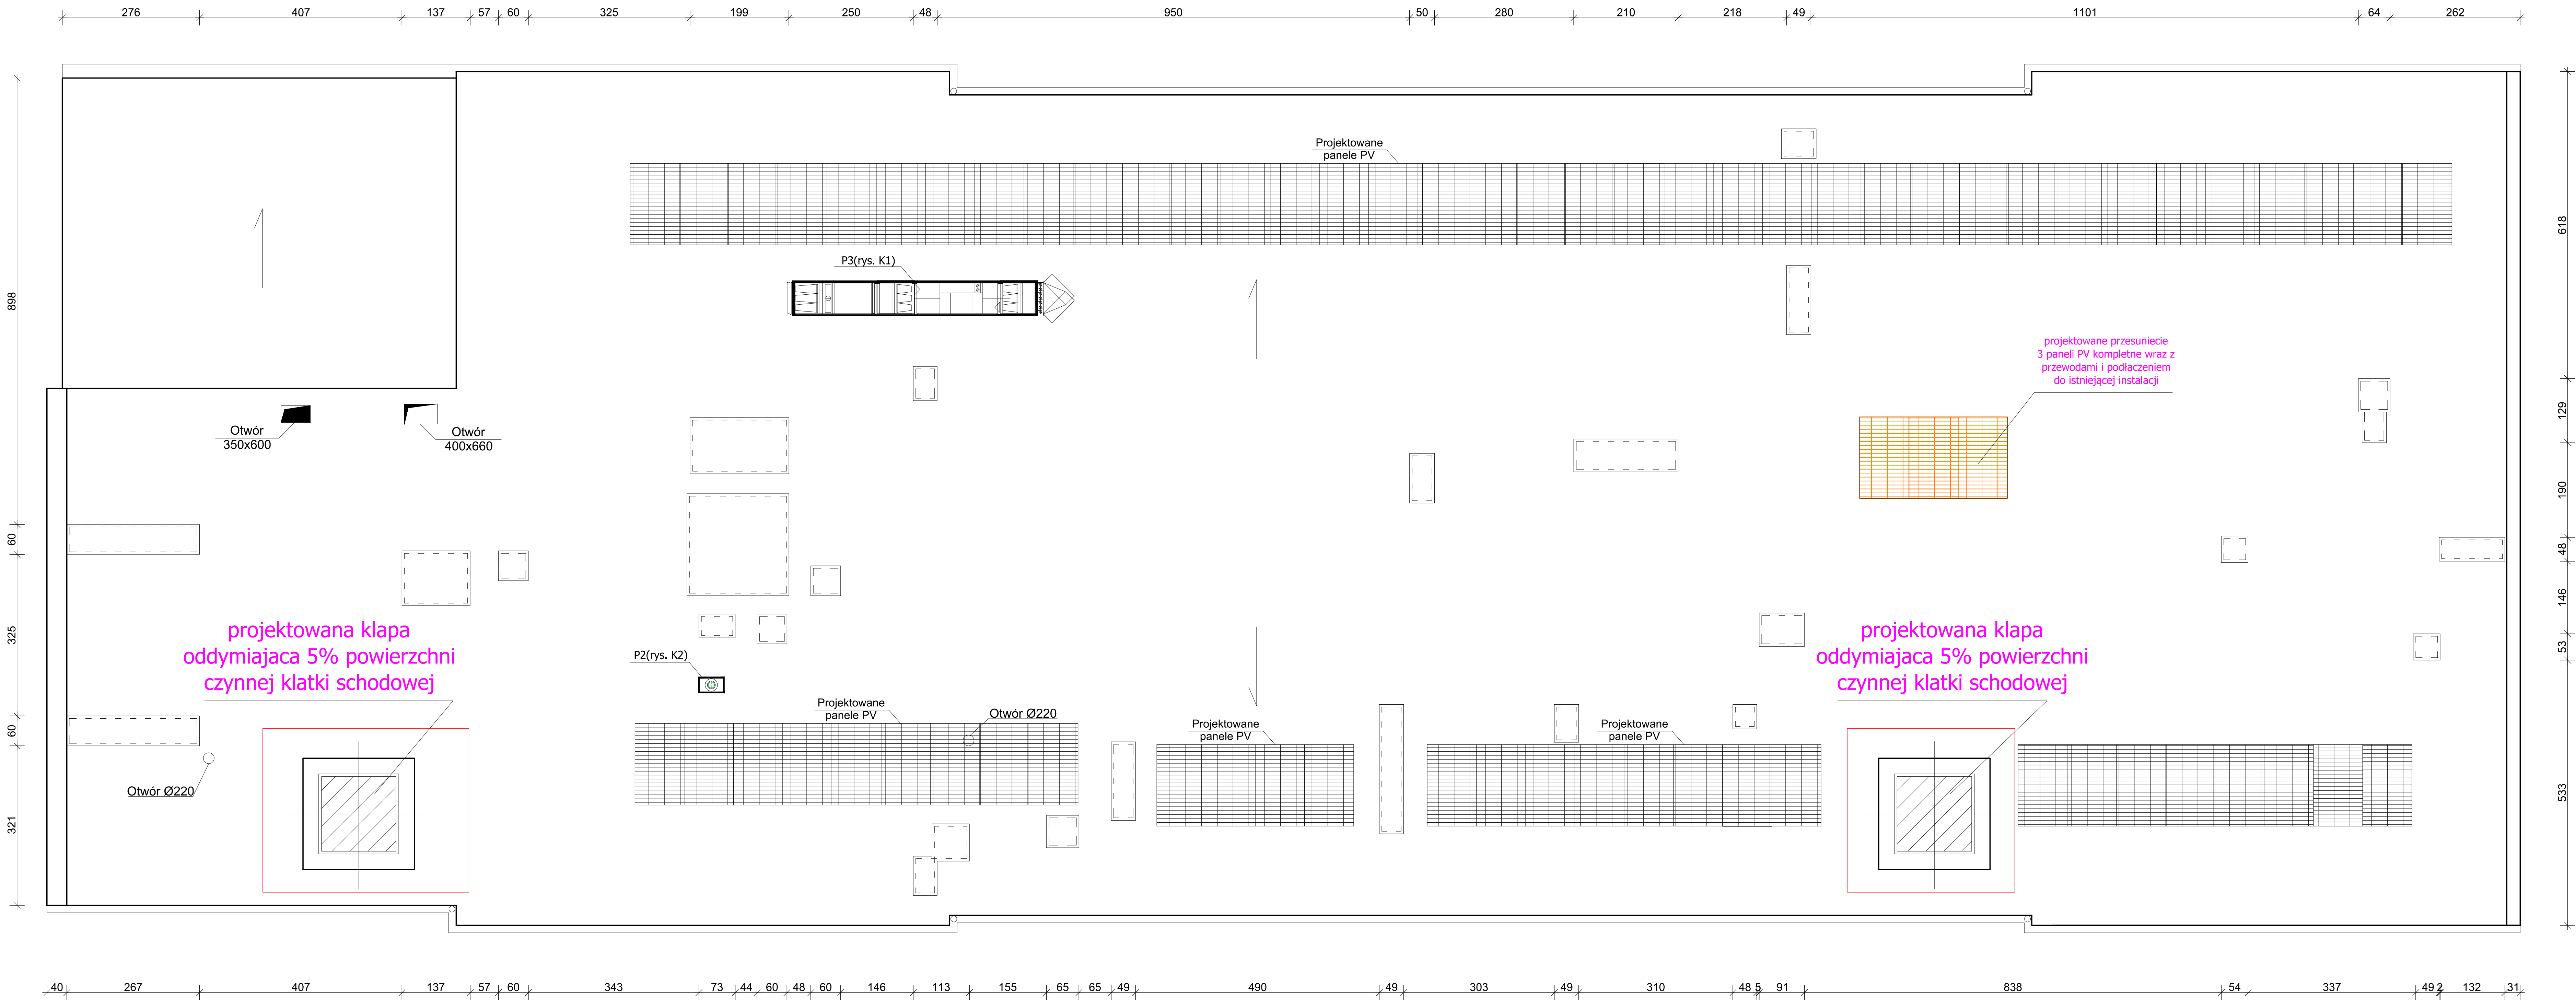 276 407 137 57 60 325 199 250 48 950 50 280 210 218 49 1101 64 262
Projektowane
panele PV
P3(rys. K1)
projektowane przesuniecie
3 paneli PV kompletne wraz z
przewodami i podłaczeniem
do istniejącej instalacji
Otwór
350x600
Otwór
400x660
898
60
325
60
321
618
129
190
48
146
53
533
projektowana klapa
oddymiajaca 5% powierzchni
czynnej klatki schodowej
P2(rys. K2)
projektowana klapa
oddymiajaca 5% powierzchni
czynnej klatki schodowej
Projektowane
panele PV
Otwór Ø220
Projektowane
panele PV
Projektowane
panele PV
Otwór Ø220
40 267 407 137 57 60 343 73 44 60 48 60 146 113 155 65 65 49 490 49 303 49 310 48 5 91 838 54 337 49 2 132 31